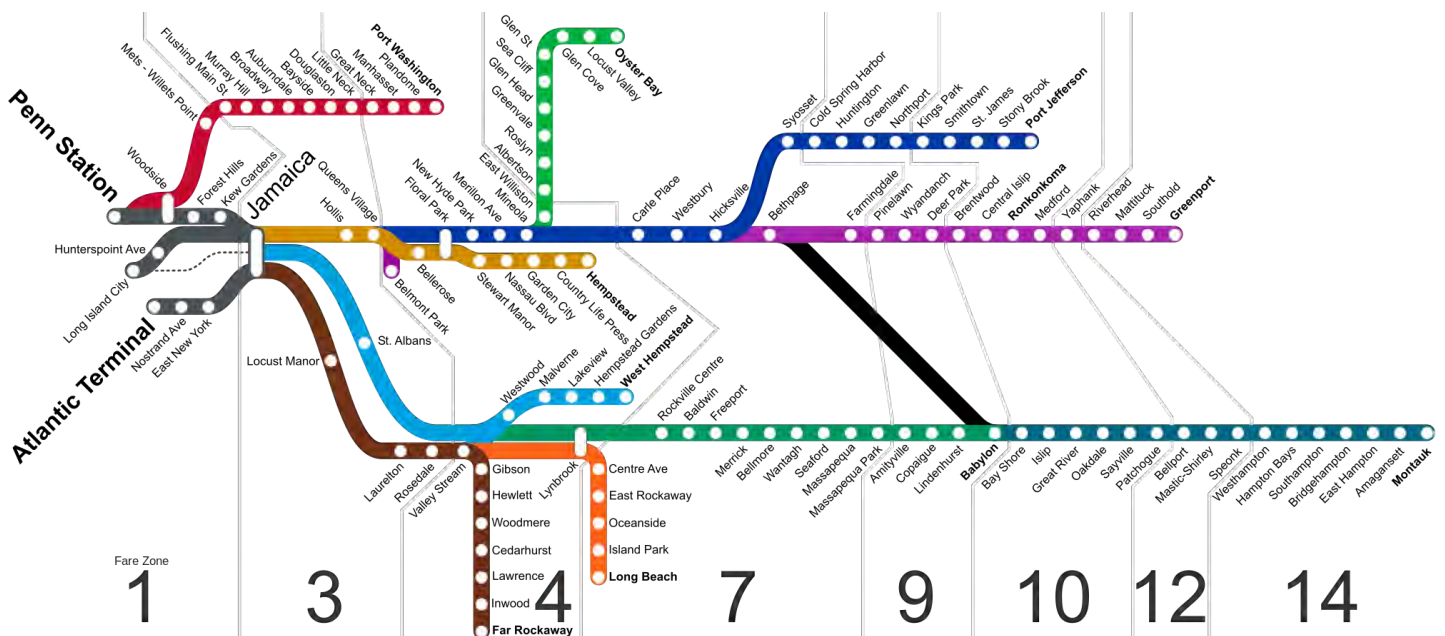 Penn Station
Woodside
Mets - Willets Point
Flushing Main St
Murray Hill
Broadway
Auburndale
Bayside
Douglaston
Little Neck
Great Neck
Manhasset
Plandome
Port Washington
Forest Hills
Kew Gardens
Jamaica
Hunterspoint Ave
Long Island City
Atlantic Terminal
Nostrand Ave
East New York
Hollis
Queens Village
Belmont Park
Bellerose
Floral Park
Stewart Manor
Nassau Blvd
Garden City
Country Life Press
Hempstead
New Hyde Park
Merillon Ave
Mineola
East Williston
Albertson
Roslyn
Greenvale
Glen Head
Sea Cliff
Glen St
Glen Cove
Locust Valley
Oyster Bay
Carle Place
Westbury
Hicksville
Syosset
Cold Spring Harbor
Huntington
Greenlawn
Northport
Kings Park
Smithtown
St. James
Stony Brook
Port Jefferson
Bethpage
Farmingdale
Pinelawn
Wyandanch
Deer Park
Brentwood
Central Islip
Ronkonkoma
Medford
Yaphank
Riverhead
Mattituck
Southold
Greenport
St. Albans
Locust Manor
Laurelton
Rosedale
Valley Stream
Westwood
Malverne
Lakeview
Hempstead Gardens
West Hempstead
Gibson
Hewlett
Woodmere
Cedarhurst
Lawrence
Inwood
Far Rockaway
Lynbrook
Centre Ave
East Rockaway
Oceanside
Island Park
Long Beach
Rockville Centre
Baldwin
Freeport
Merrick
Bellmore
Wantagh
Seaford
Massapequa
Massapequa Park
Amityville
Copaigue
Lindenhurst
Babylon
Bay Shore
Islip
Great River
Oakdale
Sayville
Patchogue
Bellport
Mastic-Shirley
Speonk
Westhampton
Hampton Bays
Southampton
Bridgehampton
East Hampton
Amagansett
Montauk
Fare Zone
1
3
4
7
9
10
12
14